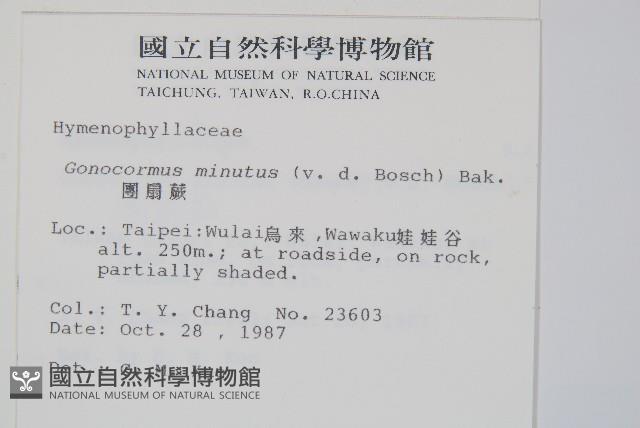 國立自然科學博物館
NATIONAL MUSEUM OF NATURAL SCIENCE
TAICHUNG, TAIWAN, R.O.CHINA
Hymenophyllaceae
Gonocormus minutus (v. d. Bosch) Bak.
團扇蕨
Loc.: Taipei:Wulai烏來,Wawaku娃娃谷
alt. 250m.; at roadside, on rock,
partially shaded.
Col.: T. Y. Chang No. 23603
Date: Oct. 28 , 1987
國立自然科學博物館
NATIONAL MUSEUM OF NATURAL SCIENCE